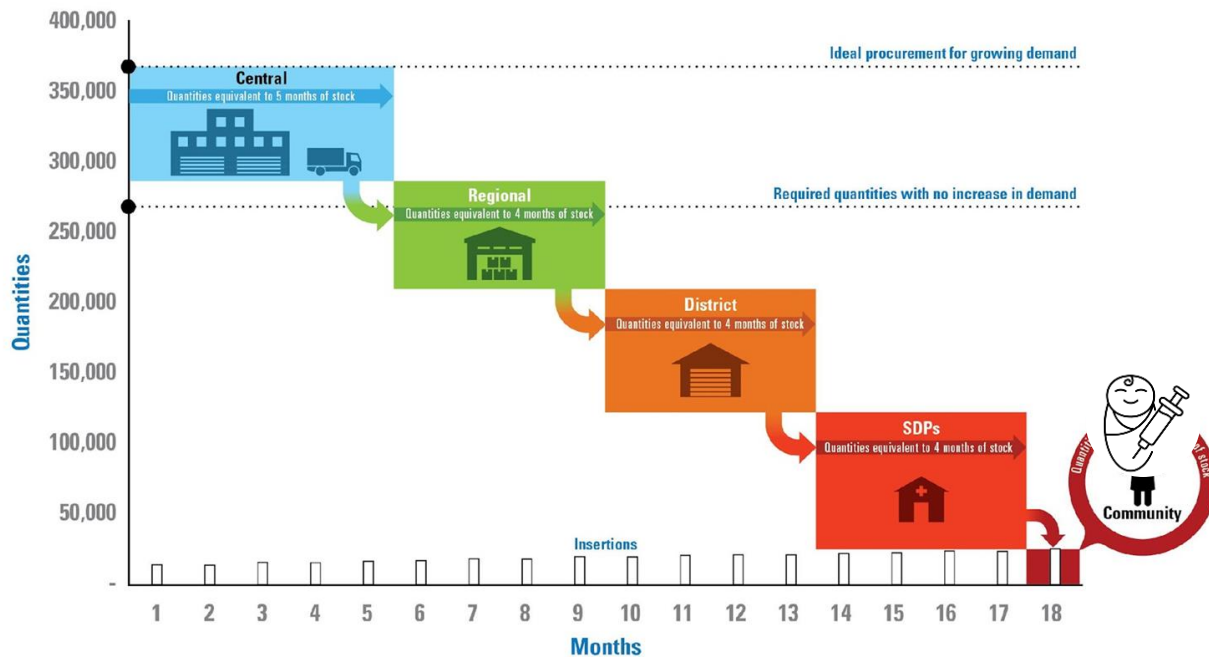 400,000
350,000
300,000
250,000
200,000
150,000
100,000
50,000
-
Quantities
Ideal procurement for growing demand
Central
Quantities equivalent to 5 months of stock
Regional
Quantities equivalent to 4 months of stock
Required quantities with no increase in demand
District
Quantities equivalent to 4 months of stock
SDPs
Quantities equivalent to 4 months of stock
of stock
Community
Insertions
1 2 3 4 5 6 7 8 9 10 11 12 13 14 15 16 17 18
Months